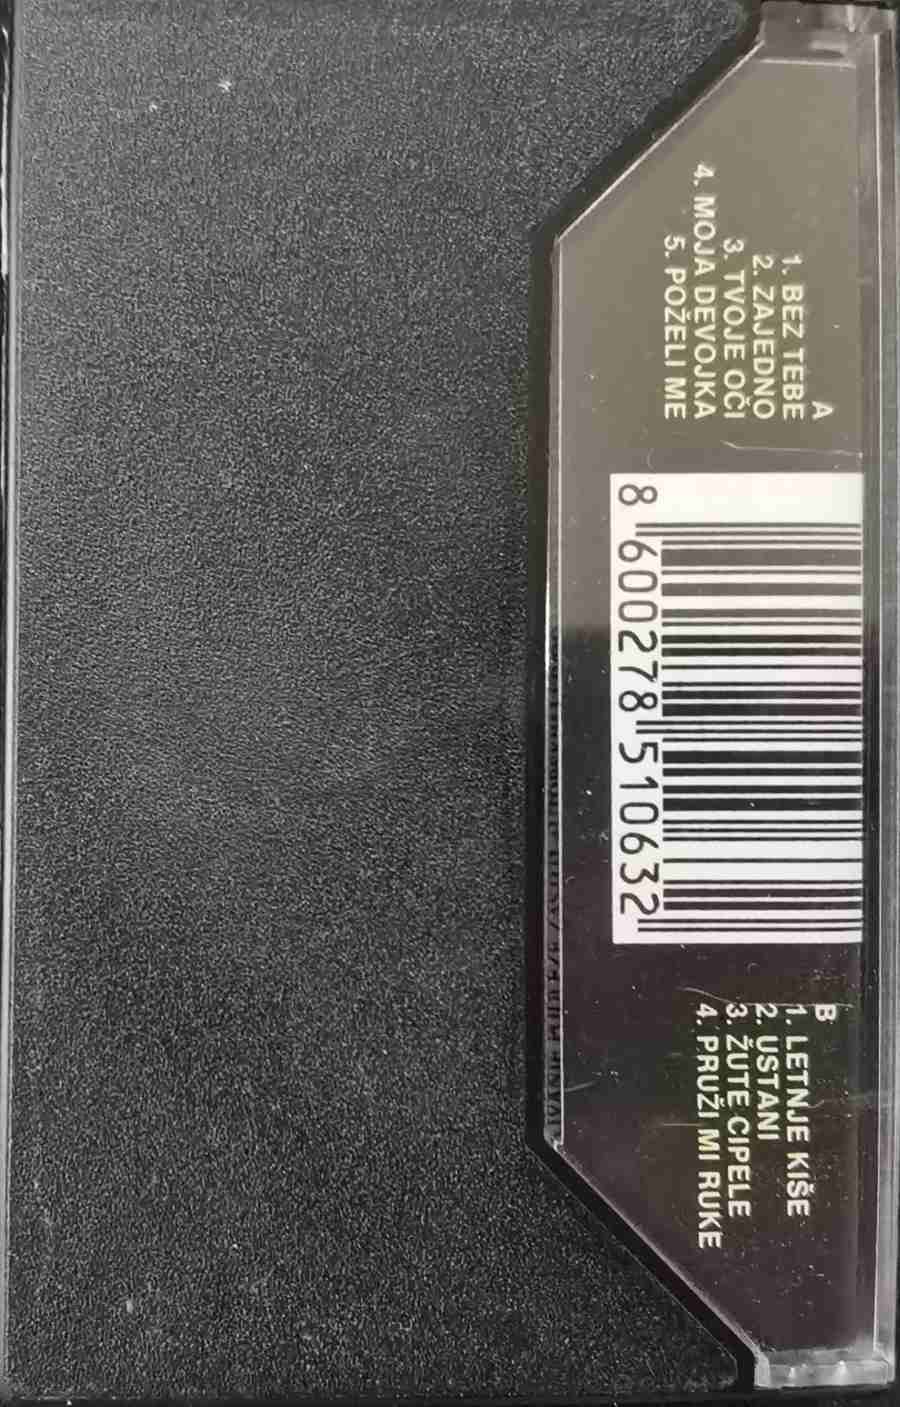 A
1. BEZ TEBE
2. ZAJEDNO
3. TVOJE OČI
4. MOJA DEVOJKA
5. POŽELI ME
8 600278 510632
B
1. LETNJE KIŠE
2. USTANI
3. ŽUTE CIPELE
4. PRUŽI MI RUKE